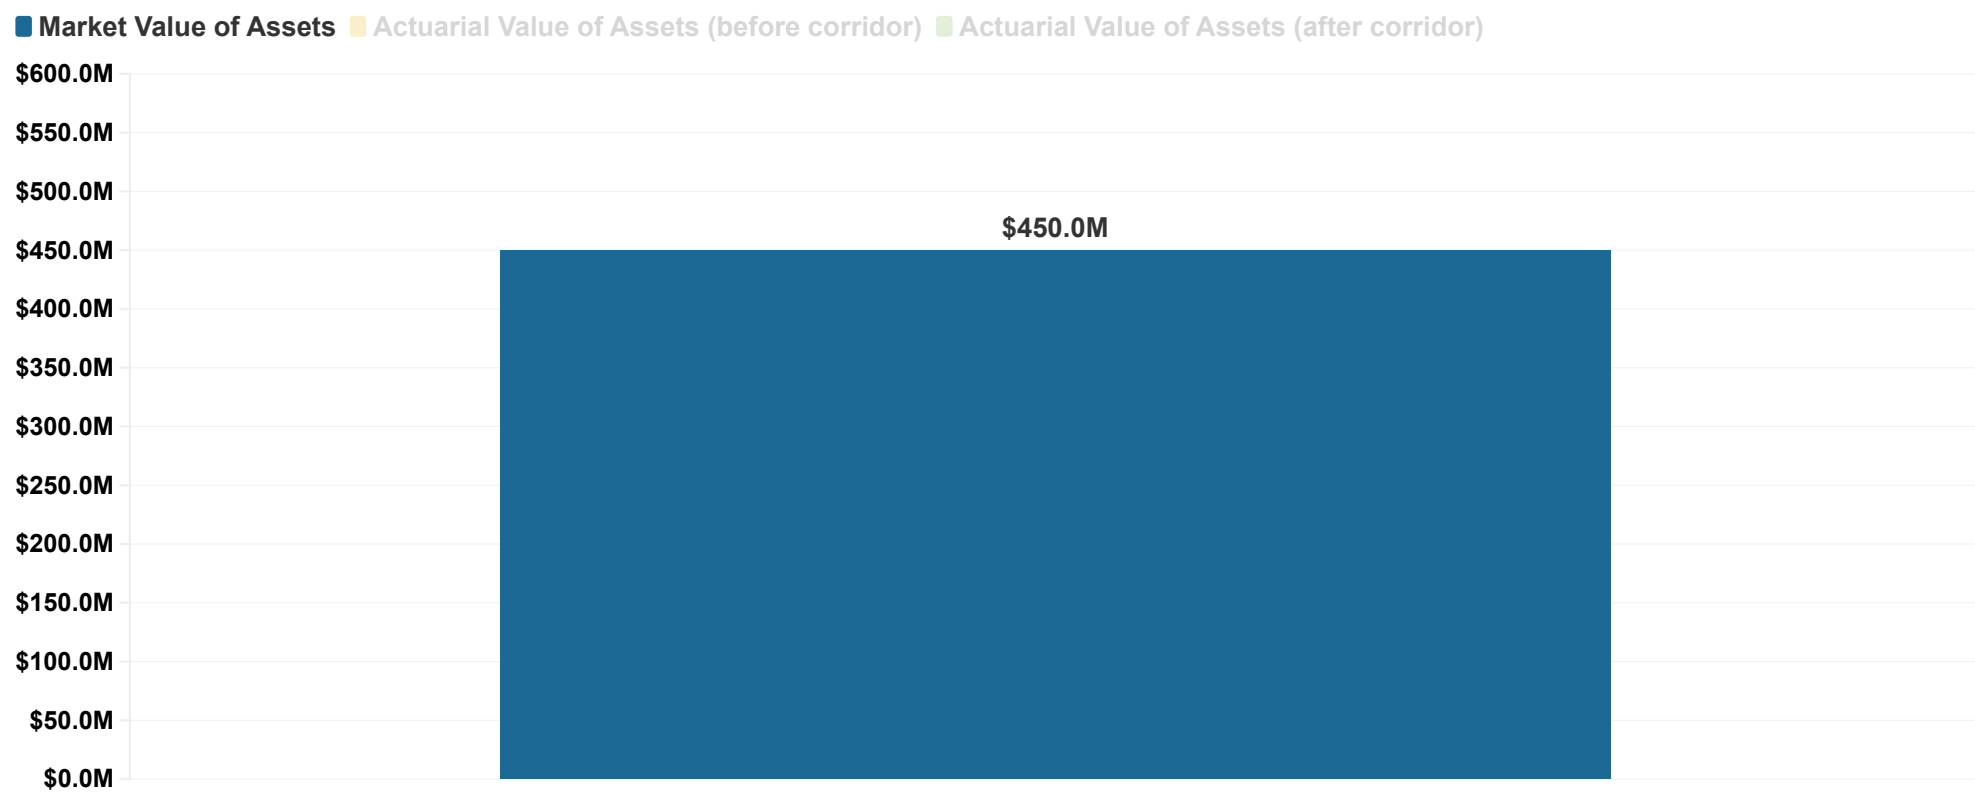 Market Value of Assets Actuarial Value of Assets (before corridor) Actuarial Value of Assets (after corridor)
$600.0M
$550.0M
$500.0M
$450.0M
$450.0M
$400.0M
$350.0M
$300.0M
$250.0M
$200.0M
$150.0M
$100.0M
$50.0M
$0.0M